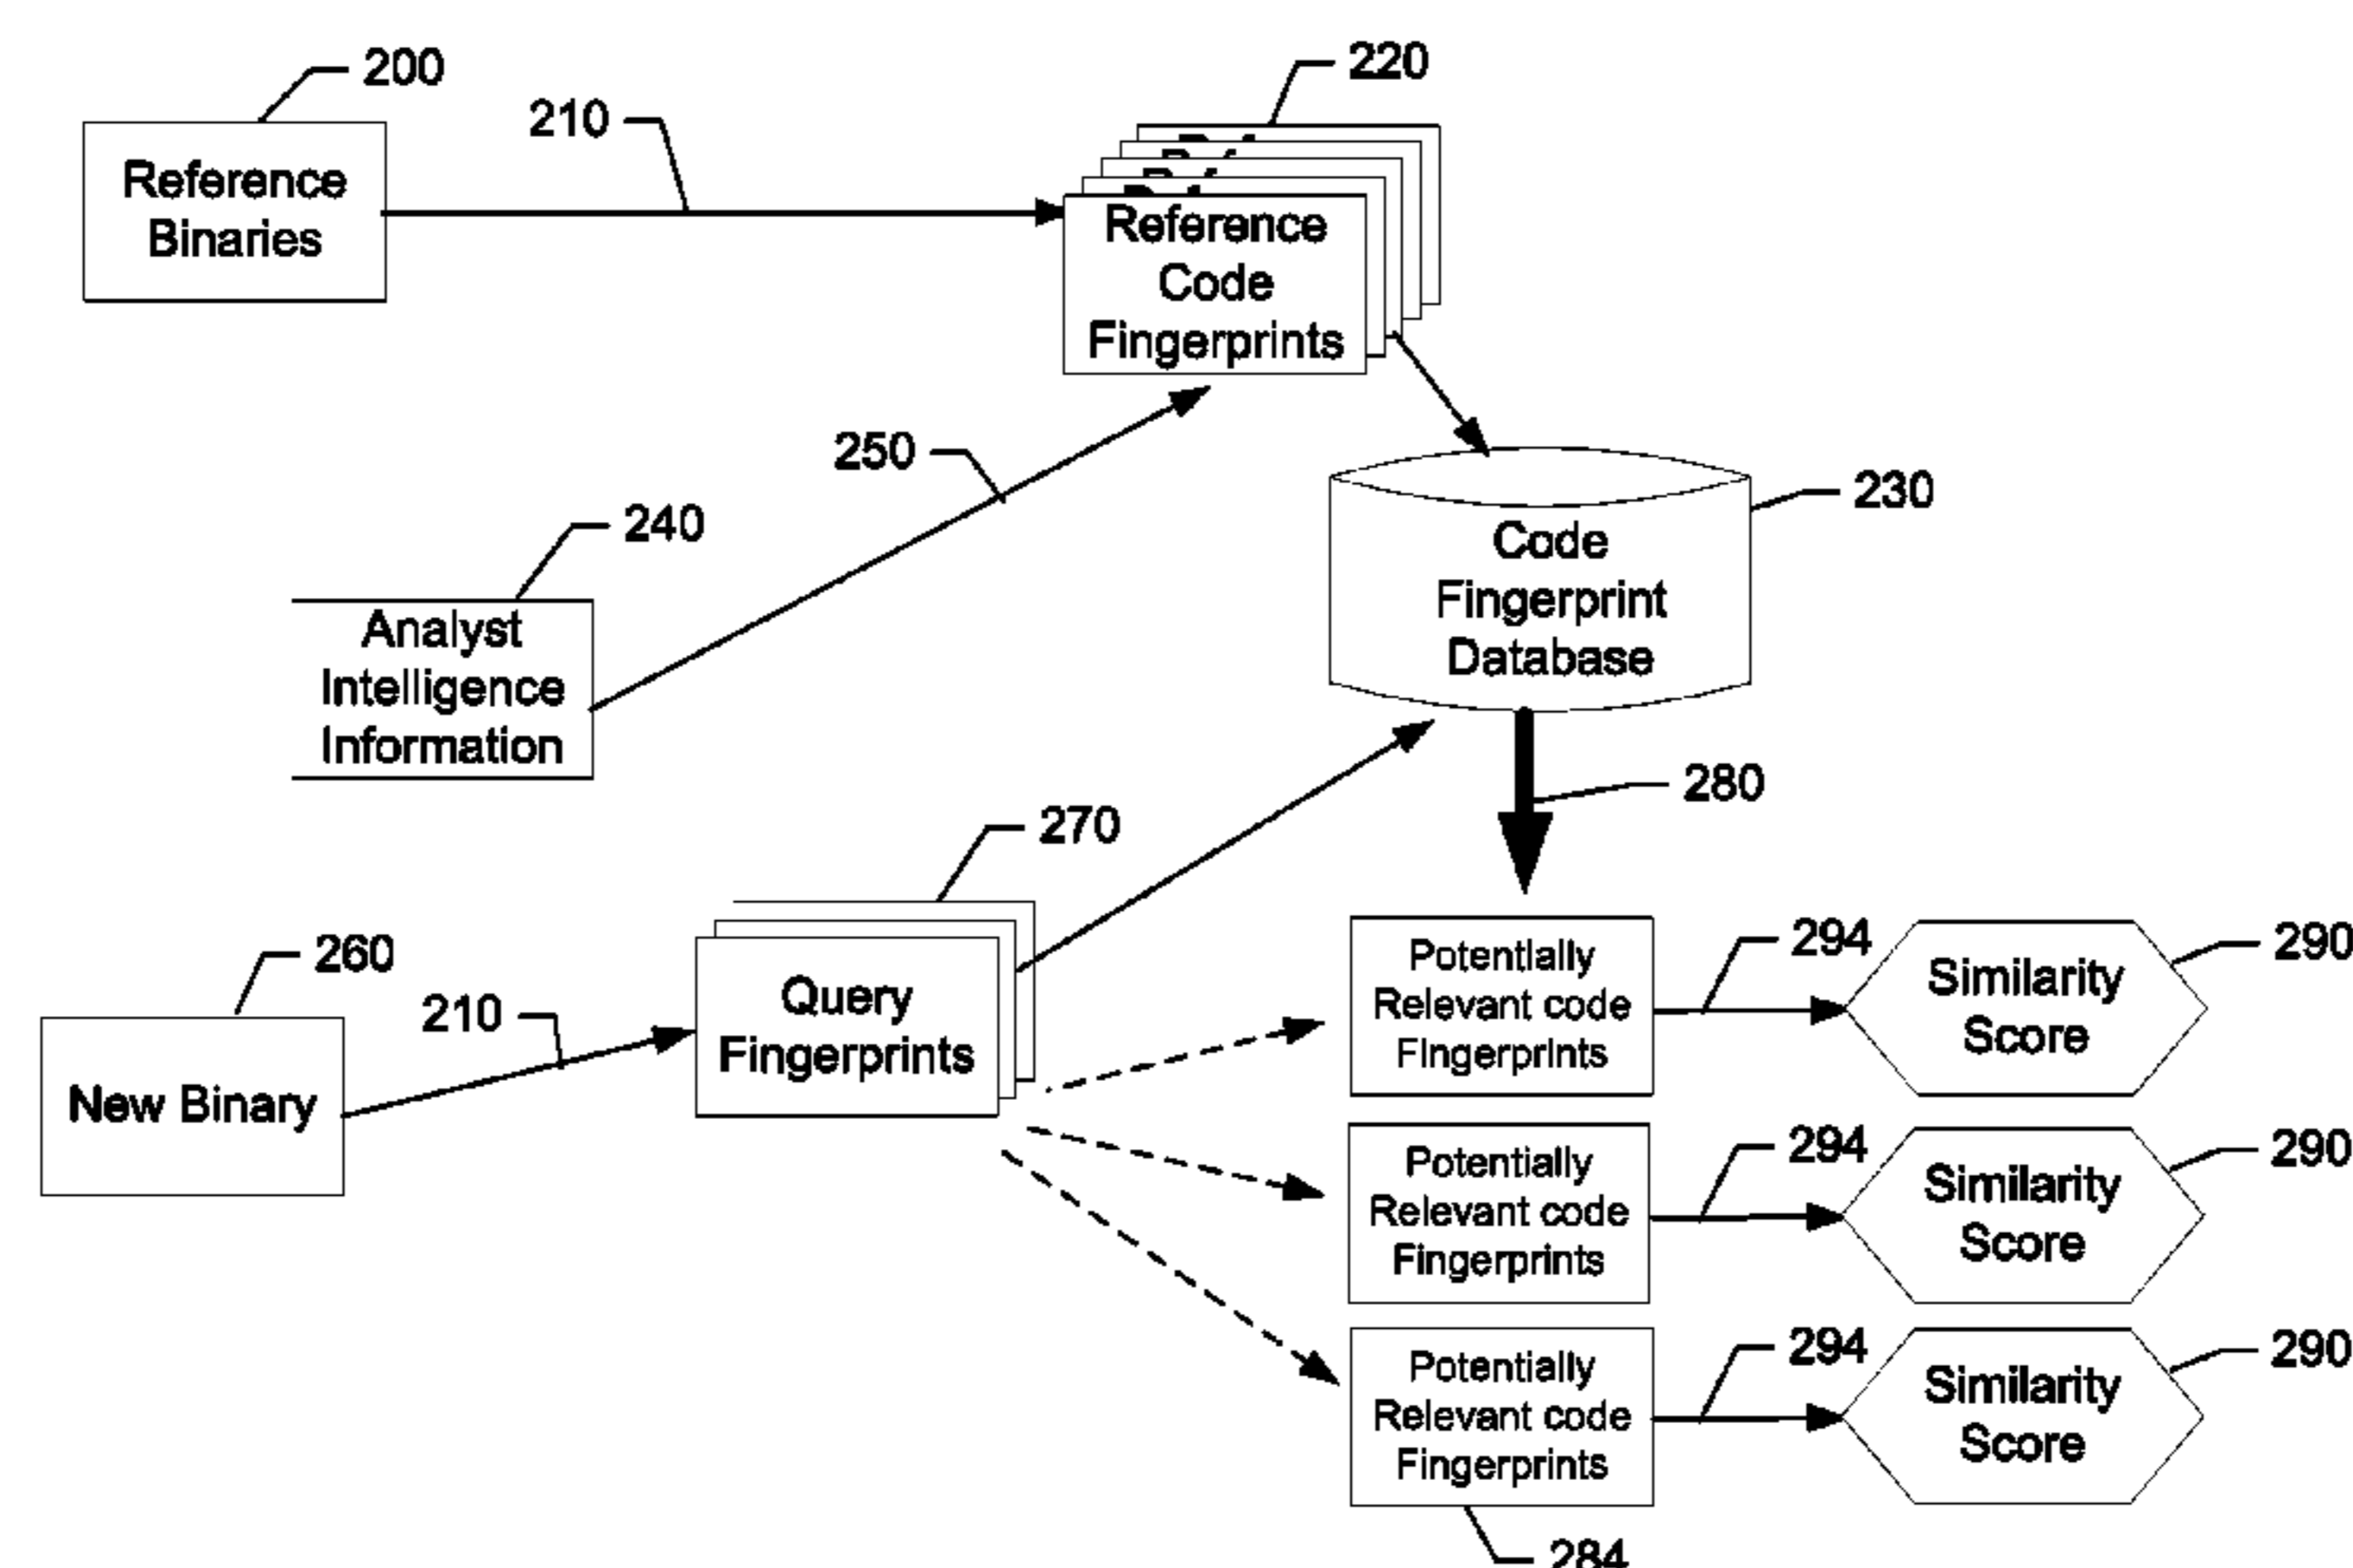 200
220
210
Reference
Binaries
Reference
Code
Fingerprints
250
230
240
Code
Fingerprint
Database
Analyst
Intelligence
Information
280
270
260
210
Query
Fingerprints
New Binary
Potentially
Relevant code
Fingerprints
294
Similarity
Score
290
Potentially
Relevant code
Fingerprints
294
Similarity
Score
290
Potentially
Relevant code
Fingerprints
294
Similarity
Score
290
284